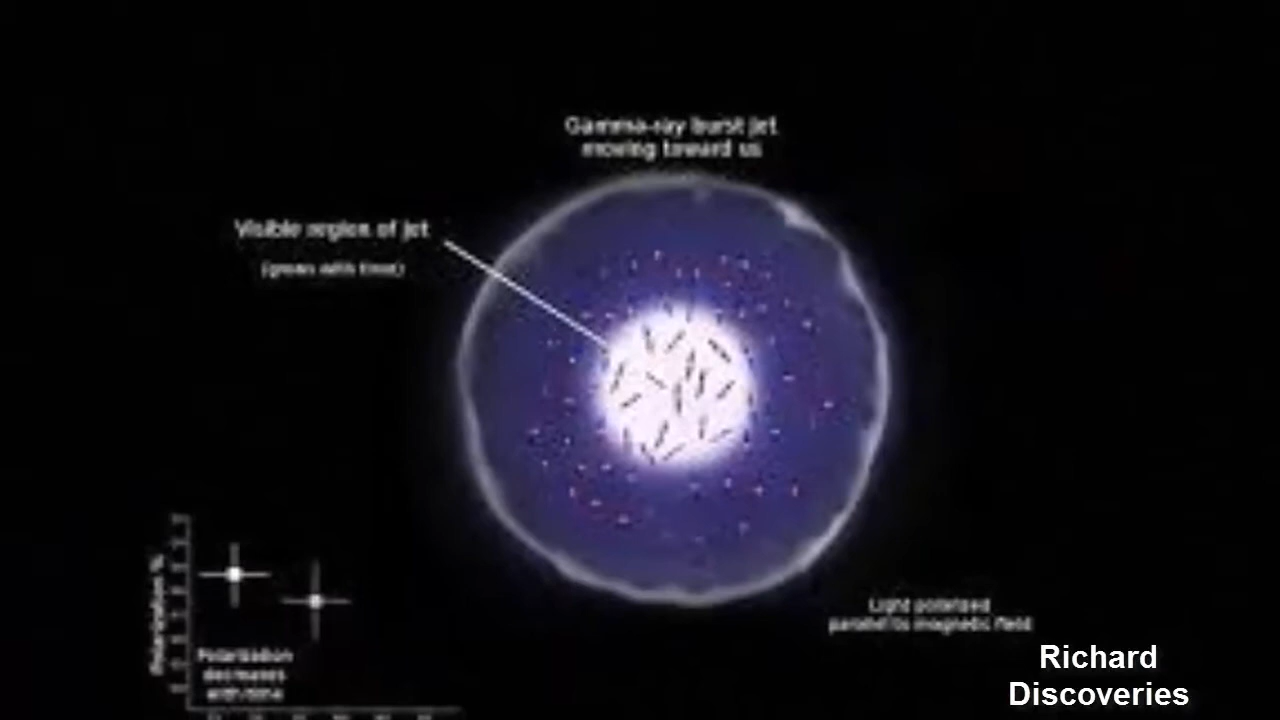 Gamma-ray burst jet
moving toward us
Visible region of jet
(grows with time)
Polarization %
Polarization
decreases
with time
Light polarized
parallel to magnetic field
Richard
Discoveries